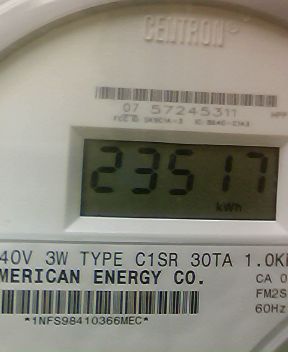 CENTRON®
07 57245311
23517
kWh
40V 3W TYPE C1SR 30TA 1.0K
MERICAN ENERGY CO.
CA 0
FM2S
60Hz
*1NFS98410366MEC*